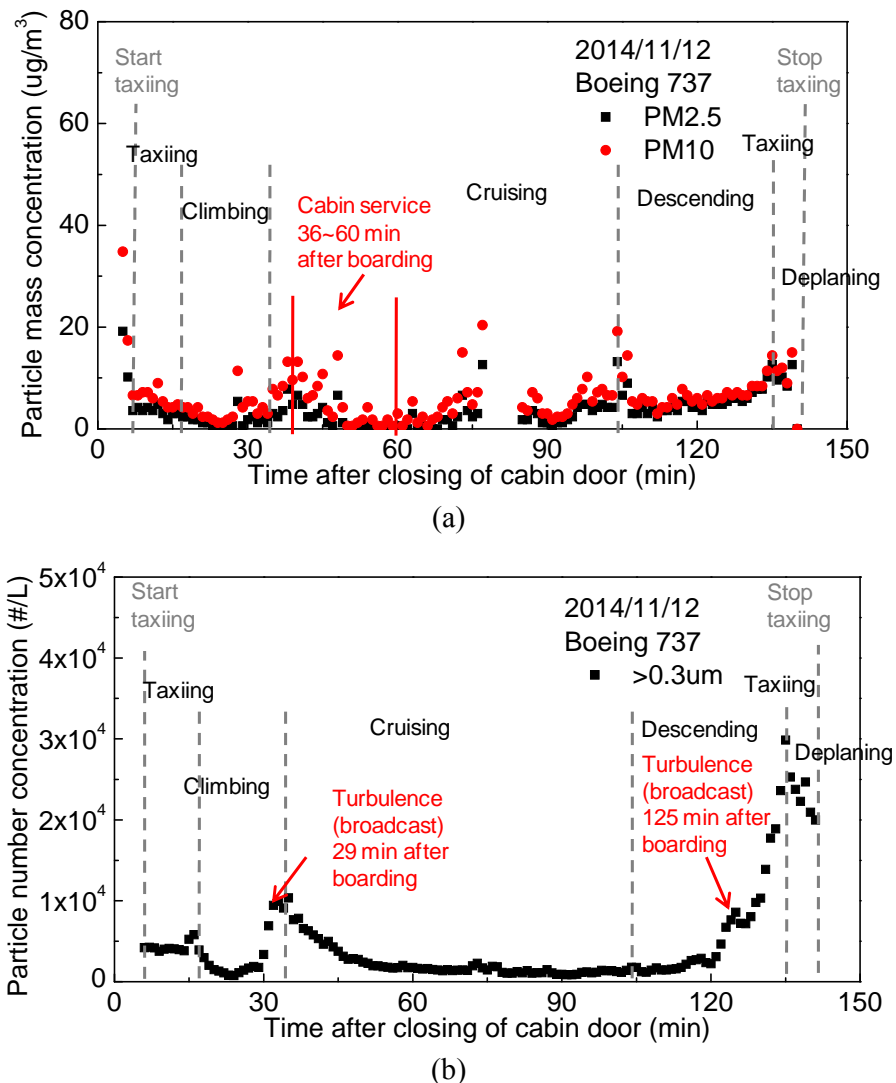 80
60
40
20
0
Particle mass concentration (ug/m³)
Start
taxiing
Taxiing
Climbing
Cabin service
36~60 min
after boarding
2014/11/12
Boeing 737
PM2.5
PM10
Cruising
Descending
Stop
taxiing
Taxiing
Deplaning
0 30 60 90 120 150
Time after closing of cabin door (min)
(a)
5x10⁴
4x10⁴
3x10⁴
2x10⁴
1x10⁴
0
Particle number concentration (#/L)
Start
taxiing
Taxiing
Climbing
Turbulence
(broadcast)
29 min after
boarding
Cruising
2014/11/12
Boeing 737
>0.3um
Descending
Turbulence
(broadcast)
125 min after
boarding
Stop
taxiing
Taxiing
Deplaning
0 30 60 90 120 150
Time after closing of cabin door (min)
(b)